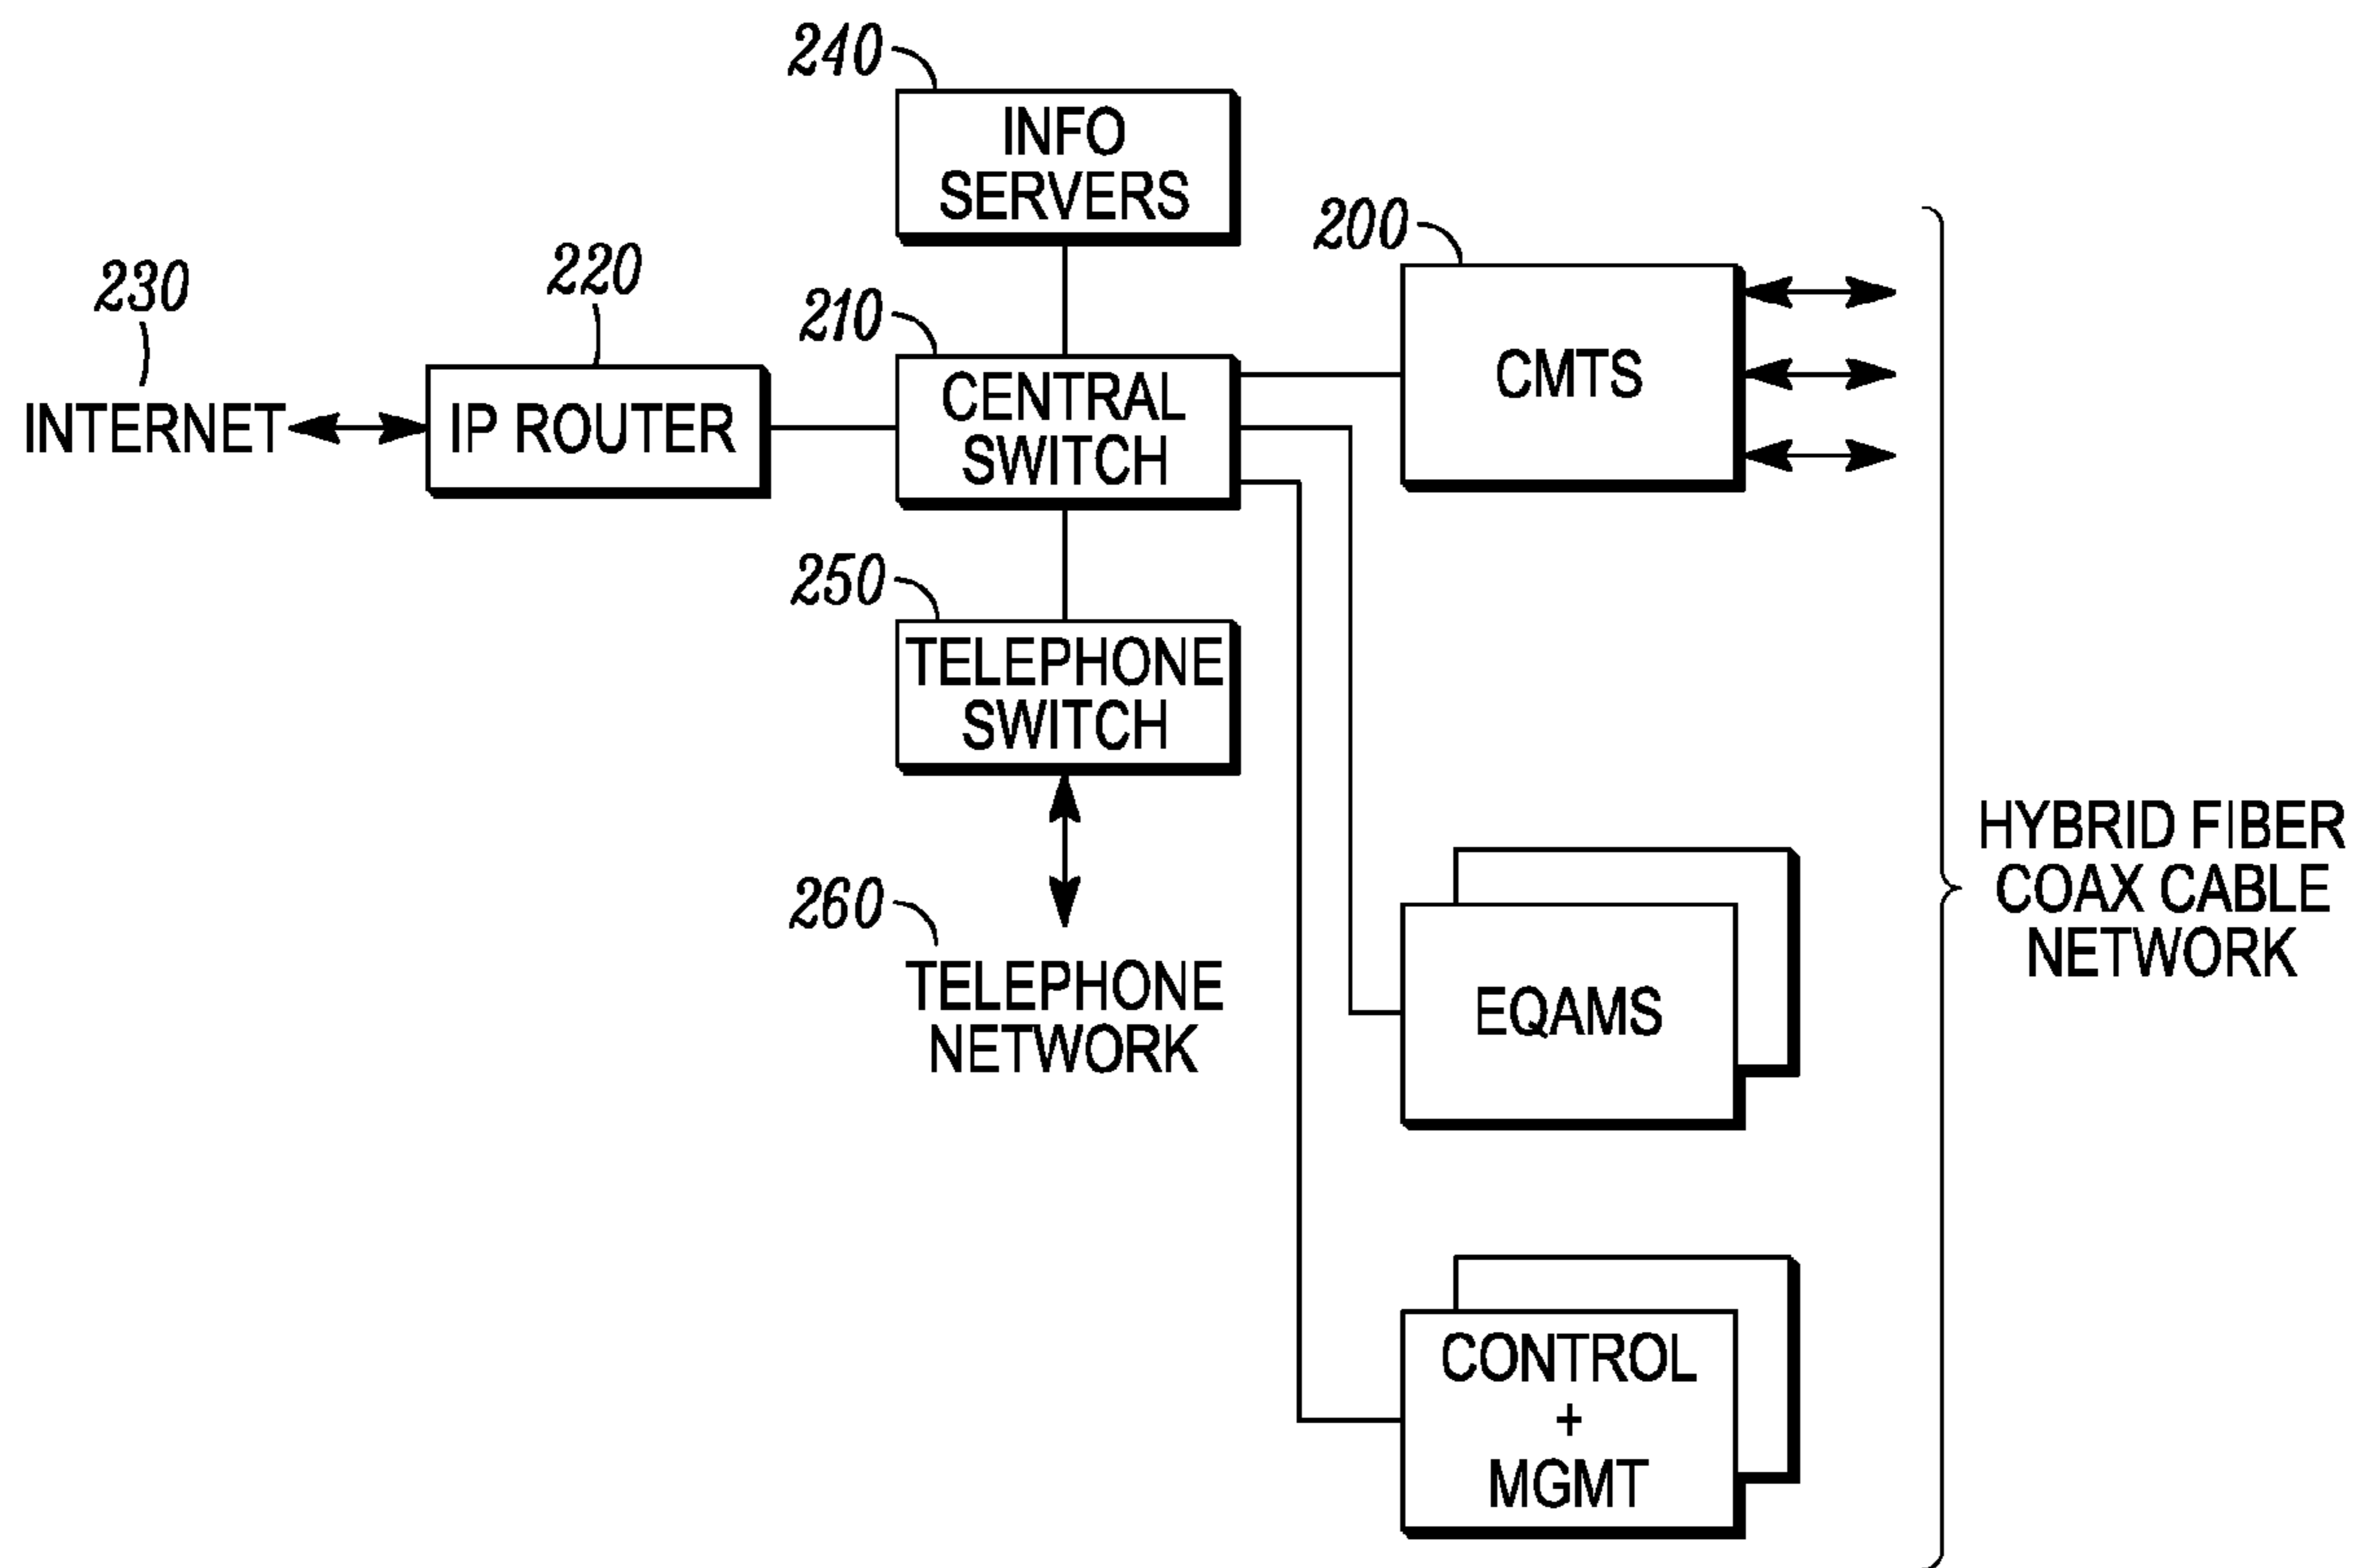 240
INFO
SERVERS
200
230
220
210
INTERNET
IP ROUTER
CENTRAL
SWITCH
CMTS
250
TELEPHONE
SWITCH
260
TELEPHONE
NETWORK
EQAMS
HYBRID FIBER
COAX CABLE
NETWORK
CONTROL
+
MGMT